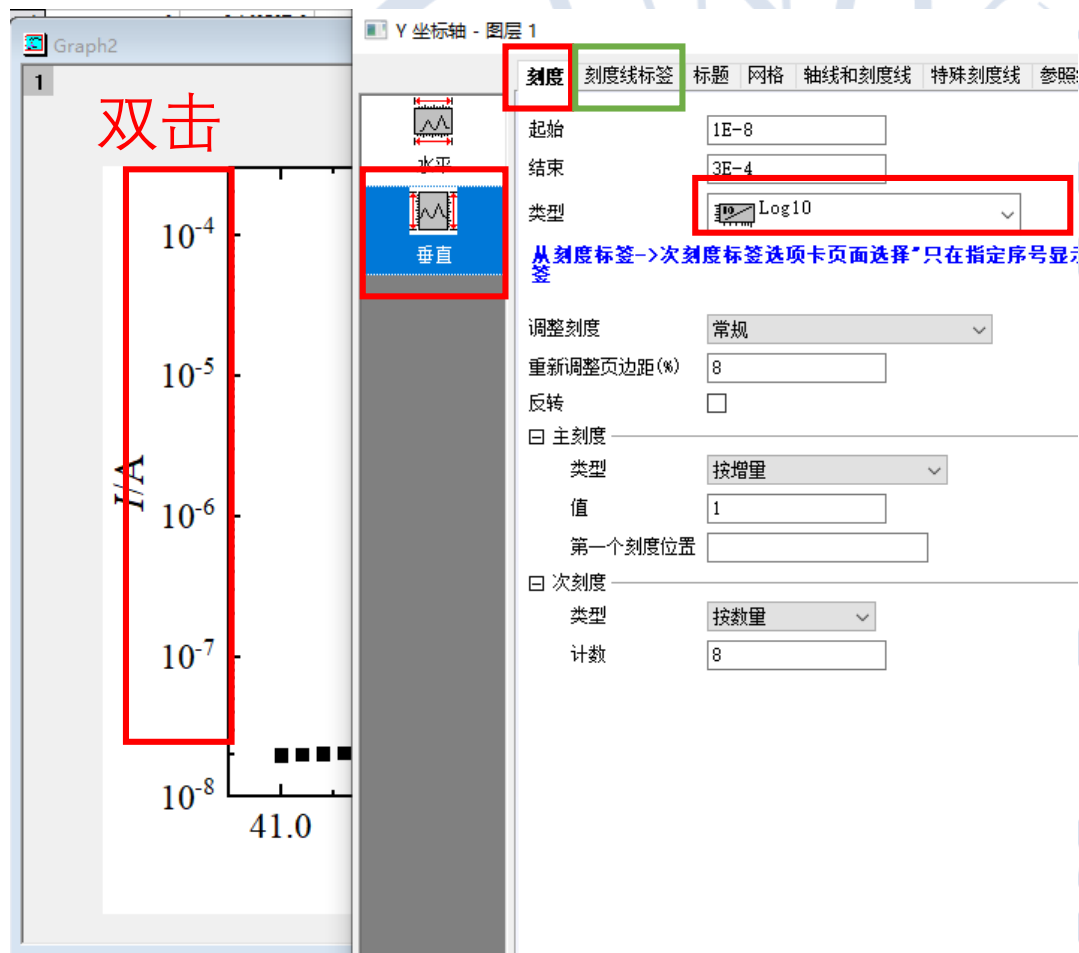 Graph2
1
双击
10-4
10-5
I/A
10-6
10-7
10-8
41.0
Y 坐标轴 - 图层 1
刻度 刻度线标签 标题 网格 轴线和刻度线 特殊刻度线 参照
水平
垂直
起始 1E-8
结束 3E-4
类型 Log10
从刻度标签->次刻度标签选项卡页面选择"只在指定序号显示
签
调整刻度 常规
重新调整页边距(%) 8
反转
主刻度
类型 按增量
值 1
第一个刻度位置
次刻度
类型 按数量
计数 8